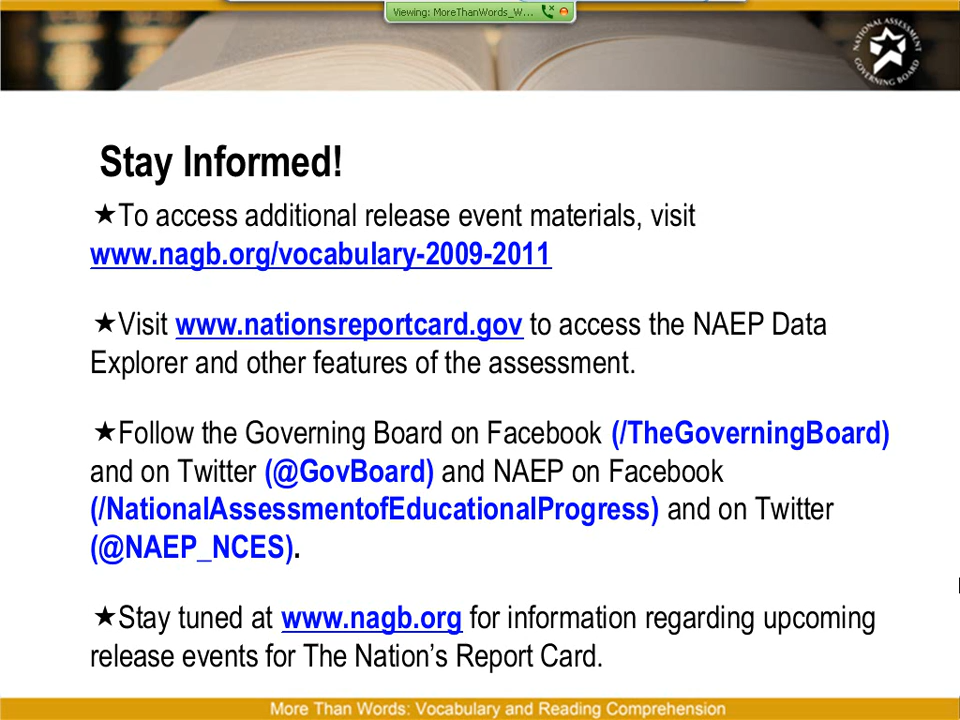 Viewing: MoreThanWords_W...
NATIONAL ASSESSMENT
GOVERNING BOARD
Stay Informed!
★To access additional release event materials, visit
www.nagb.org/vocabulary-2009-2011
★Visit www.nationsreportcard.gov to access the NAEP Data
Explorer and other features of the assessment.
★Follow the Governing Board on Facebook (/TheGoverningBoard)
and on Twitter (@GovBoard) and NAEP on Facebook
(/NationalAssessmentofEducationalProgress) and on Twitter
(@NAEP_NCES).
★Stay tuned at www.nagb.org for information regarding upcoming
release events for The Nation’s Report Card.
More Than Words: Vocabulary and Reading Comprehension